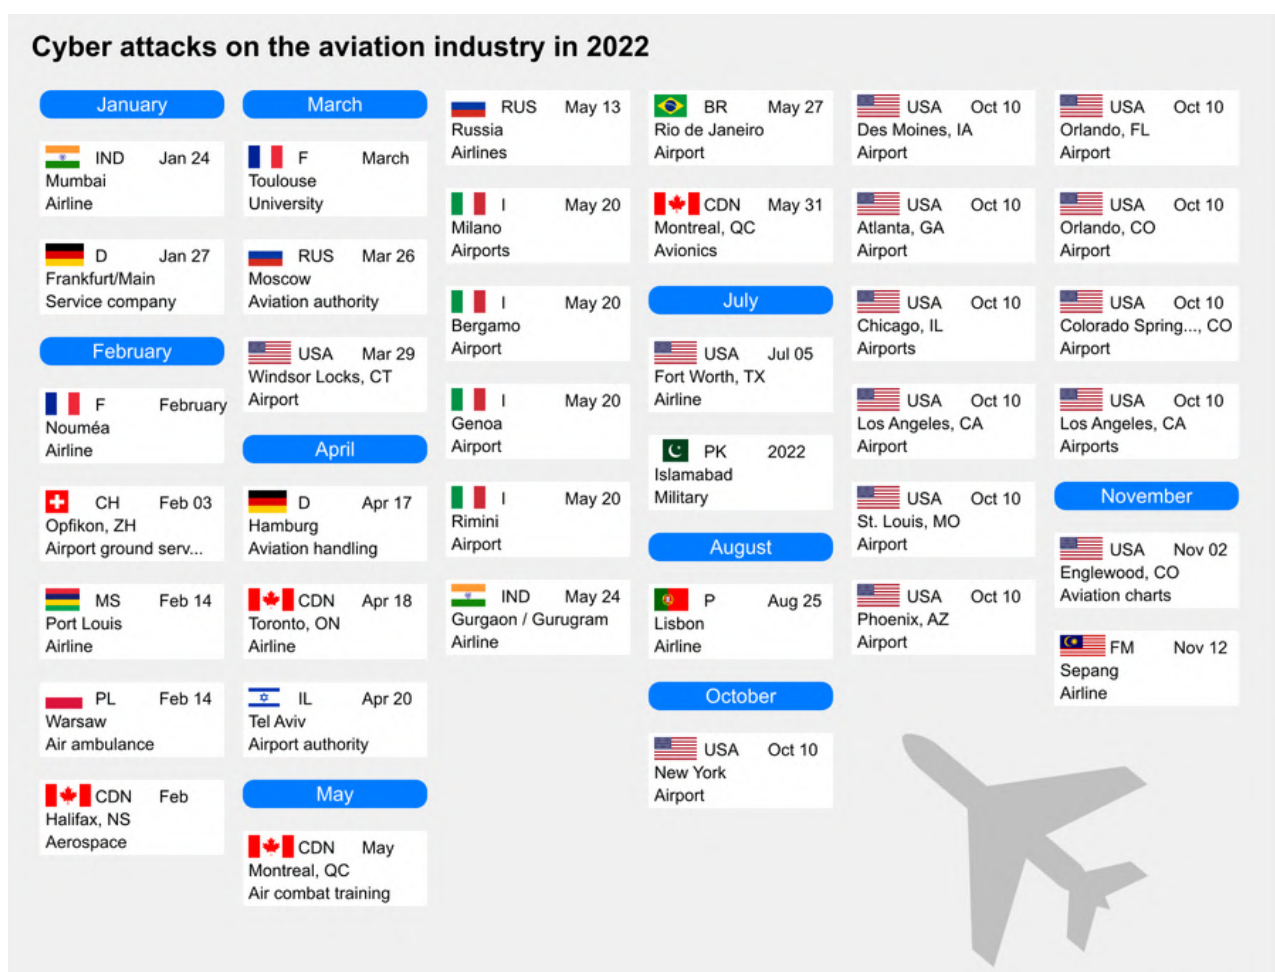 Cyber attacks on the aviation industry in 2022
January
IND Jan 24
Mumbai
Airline
D Jan 27
Frankfurt/Main
Service company
February
F February
Nouméa
Airline
CH Feb 03
Opfikon, ZH
Airport ground serv...
MS Feb 14
Port Louis
Airline
PL Feb 14
Warsaw
Air ambulance
CDN Feb
Halifax, NS
Aerospace
March
F March
Toulouse
University
RUS Mar 26
Moscow
Aviation authority
USA Mar 29
Windsor Locks, CT
Airport
April
D Apr 17
Hamburg
Aviation handling
CDN Apr 18
Toronto, ON
Airline
IL Apr 20
Tel Aviv
Airport authority
May
CDN May
Montreal, QC
Air combat training
RUS May 13
Russia
Airlines
I May 20
Milano
Airports
I May 20
Bergamo
Airport
I May 20
Genoa
Airport
I May 20
Rimini
Airport
IND May 24
Gurgaon / Gurugram
Airline
BR May 27
Rio de Janeiro
Airport
CDN May 31
Montreal, QC
Avionics
July
USA Jul 05
Fort Worth, TX
Airline
PK 2022
Islamabad
Military
August
P Aug 25
Lisbon
Airline
October
USA Oct 10
New York
Airport
USA Oct 10
Des Moines, IA
Airport
USA Oct 10
Atlanta, GA
Airport
USA Oct 10
Chicago, IL
Airports
USA Oct 10
Los Angeles, CA
Airport
USA Oct 10
St. Louis, MO
Airport
USA Oct 10
Phoenix, AZ
Airport
USA Oct 10
Orlando, FL
Airport
USA Oct 10
Orlando, CO
Airport
USA Oct 10
Colorado Spring..., CO
Airport
USA Oct 10
Los Angeles, CA
Airports
November
USA Nov 02
Englewood, CO
Aviation charts
FM Nov 12
Sepang
Airline